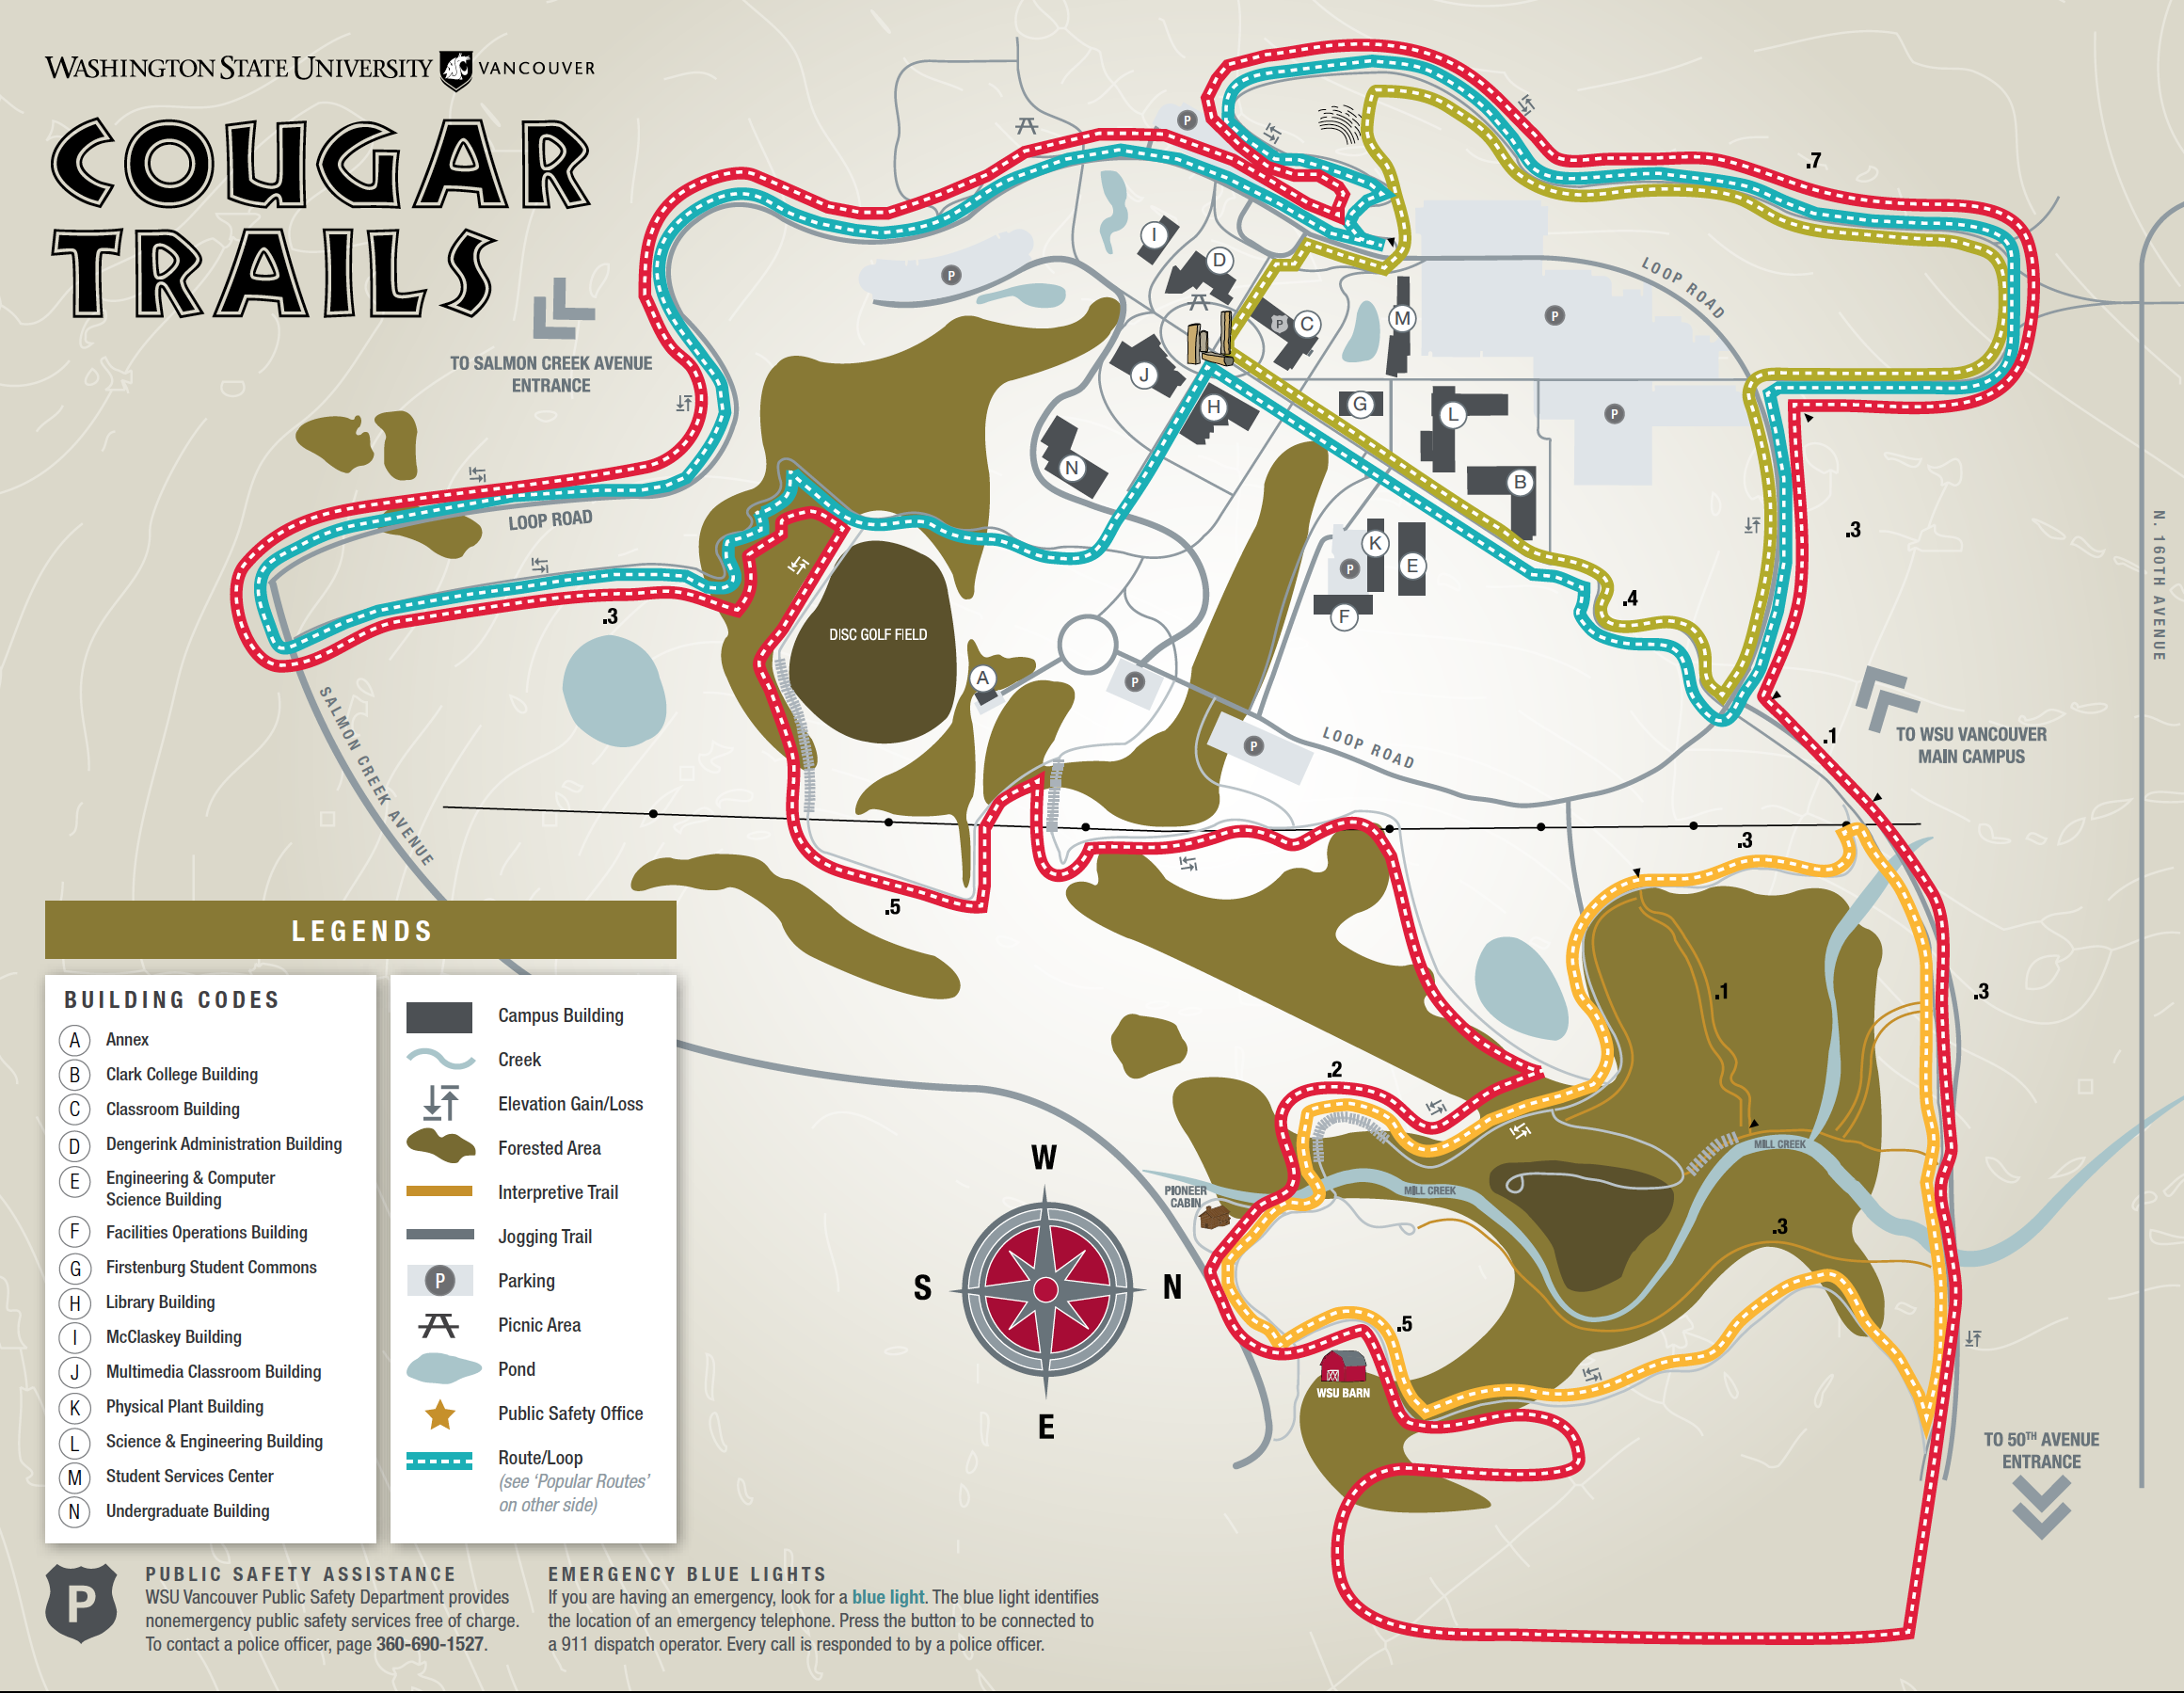 WASHINGTON STATE UNIVERSITY VANCOUVER
COUGAR
TRAILS
TO SALMON CREEK AVENUE
ENTRANCE
LOOP ROAD
.3
SALMON CREEK AVENUE
DISC GOLF FIELD
P
P
I
D
P
C
M
J
H
G
L
N
B
K
E
P
F
A
P
P
P
P
LOOP ROAD
LOOP ROAD
.7
.3
.4
.1
N. 160TH AVENUE
TO WSU VANCOUVER
MAIN CAMPUS
.3
.5
.1
.3
.2
MILL CREEK
MILL CREEK
PIONEER
CABIN
.3
.5
WSU BARN
TO 50TH AVENUE
ENTRANCE
W
S
N
E
LEGENDS
BUILDING CODES
A Annex
B Clark College Building
C Classroom Building
D Dengerink Administration Building
E Engineering & Computer
Science Building
F Facilities Operations Building
G Firstenburg Student Commons
H Library Building
I McClaskey Building
J Multimedia Classroom Building
K Physical Plant Building
L Science & Engineering Building
M Student Services Center
N Undergraduate Building
Campus Building
Creek
Elevation Gain/Loss
Forested Area
Interpretive Trail
Jogging Trail
P Parking
Picnic Area
Pond
Public Safety Office
Route/Loop
(see ‘Popular Routes’
on other side)
P
PUBLIC SAFETY ASSISTANCE
WSU Vancouver Public Safety Department provides
nonemergency public safety services free of charge.
To contact a police officer, page 360-690-1527.
EMERGENCY BLUE LIGHTS
If you are having an emergency, look for a blue light. The blue light identifies
the location of an emergency telephone. Press the button to be connected to
a 911 dispatch operator. Every call is responded to by a police officer.